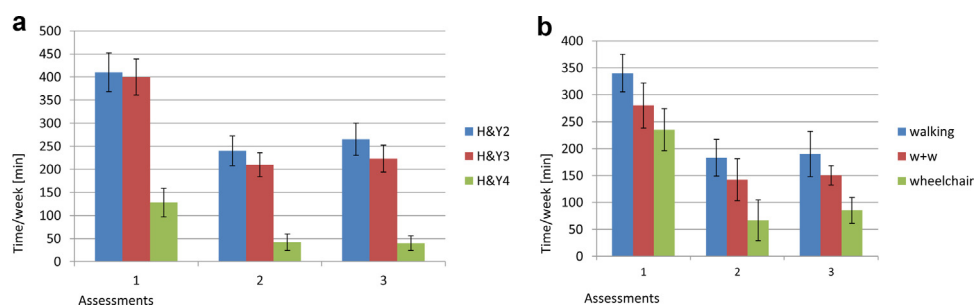 a
500
450
400
350
300
250
200
150
100
50
0
Time/week [min]
1 2 3
Assessments
H&Y2
H&Y3
H&Y4
b
400
350
300
250
200
150
100
50
0
Time/week [min]
1 2 3
Assessments
walking
w+w
wheelchair